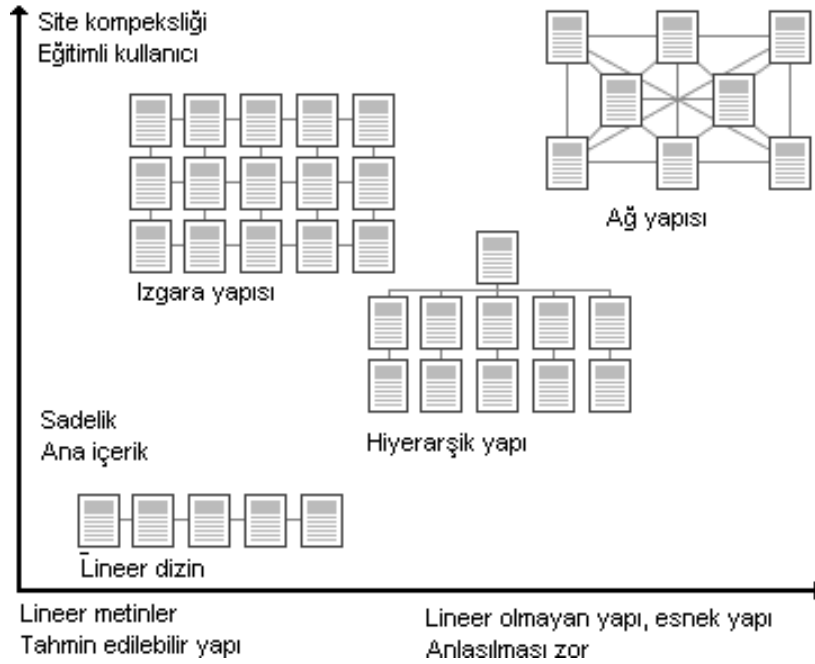 Site kompeksliği
Eğitimli kullanıcı
Ağ yapısı
Izgara yapısı
Hiyerarşik yapı
Sadelik
Ana içerik
Lineer dizin
Lineer metinler
Tahmin edilebilir yapı
Lineer olmayan yapı, esnek yapı
Anlaşılması zor